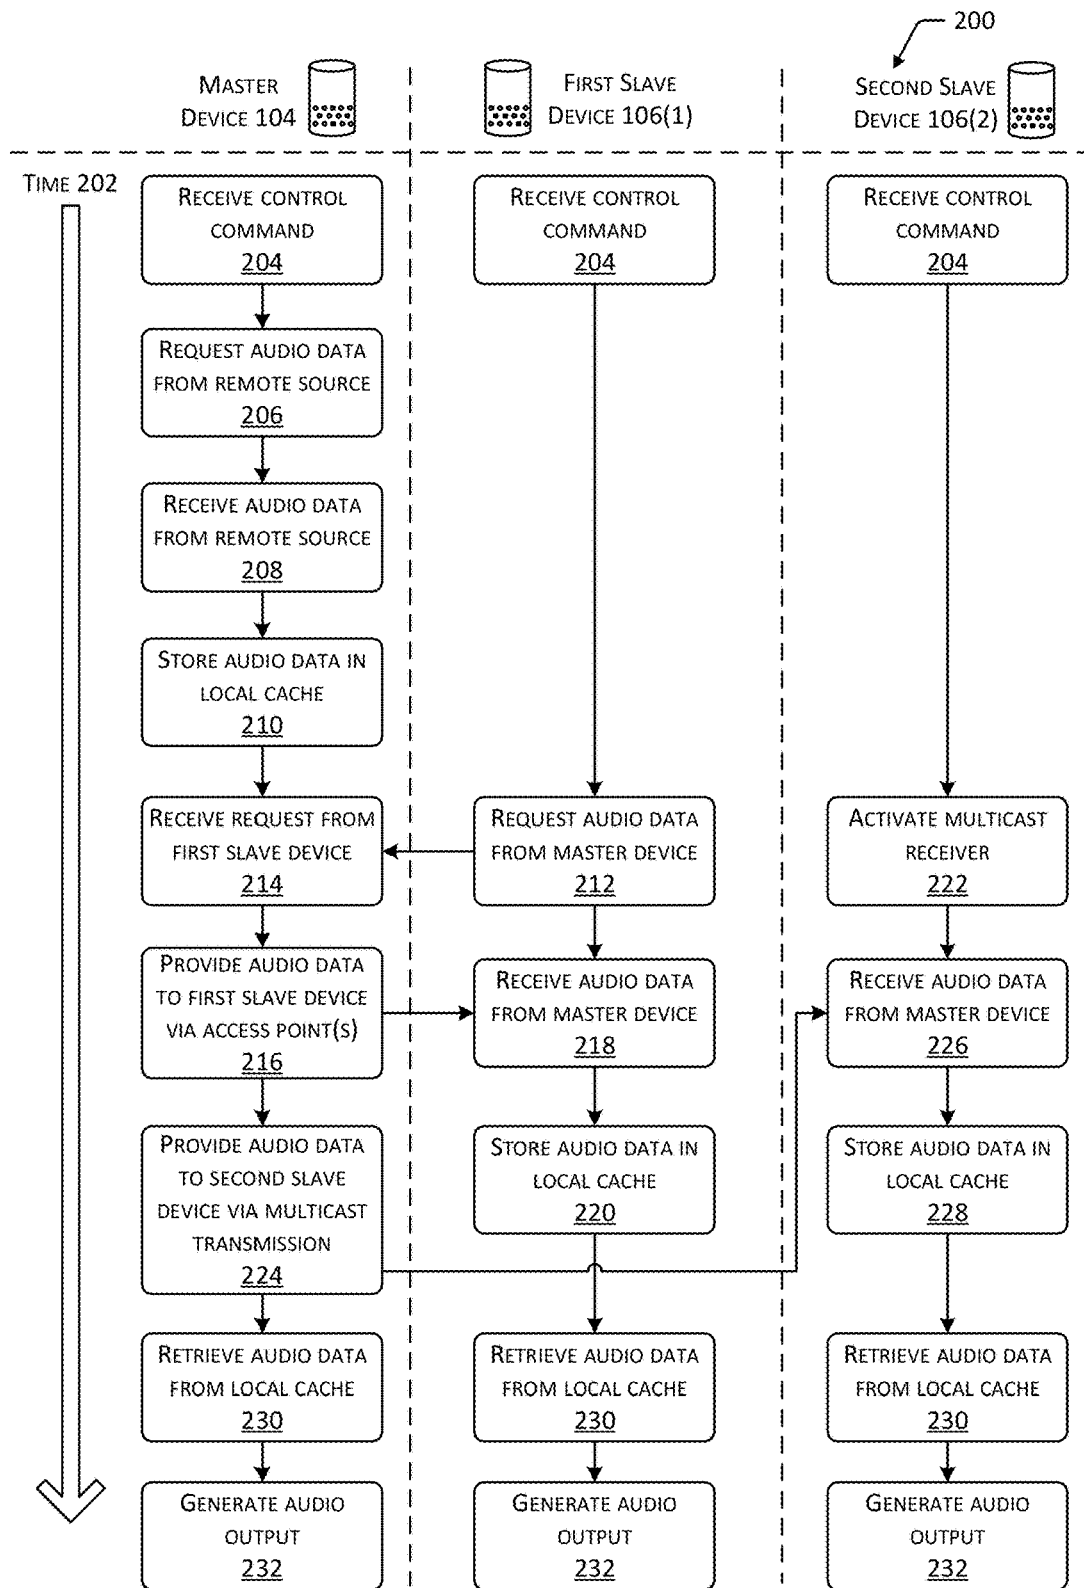 200
Master
Device 104
First Slave
Device 106(1)
Second Slave
Device 106(2)
Time 202
Receive control
command
204
Receive control
command
204
Receive control
command
204
Request audio data
from remote source
206
Receive audio data
from remote source
208
Store audio data in
local cache
210
Receive request from
first slave device
214
Request audio data
from master device
212
Activate multicast
receiver
222
Provide audio data
to first slave device
via access point(s)
216
Receive audio data
from master device
218
Receive audio data
from master device
226
Provide audio data
to second slave
device via multicast
transmission
224
Store audio data in
local cache
220
Store audio data in
local cache
228
Retrieve audio data
from local cache
230
Retrieve audio data
from local cache
230
Retrieve audio data
from local cache
230
Generate audio
output
232
Generate audio
output
232
Generate audio
output
232